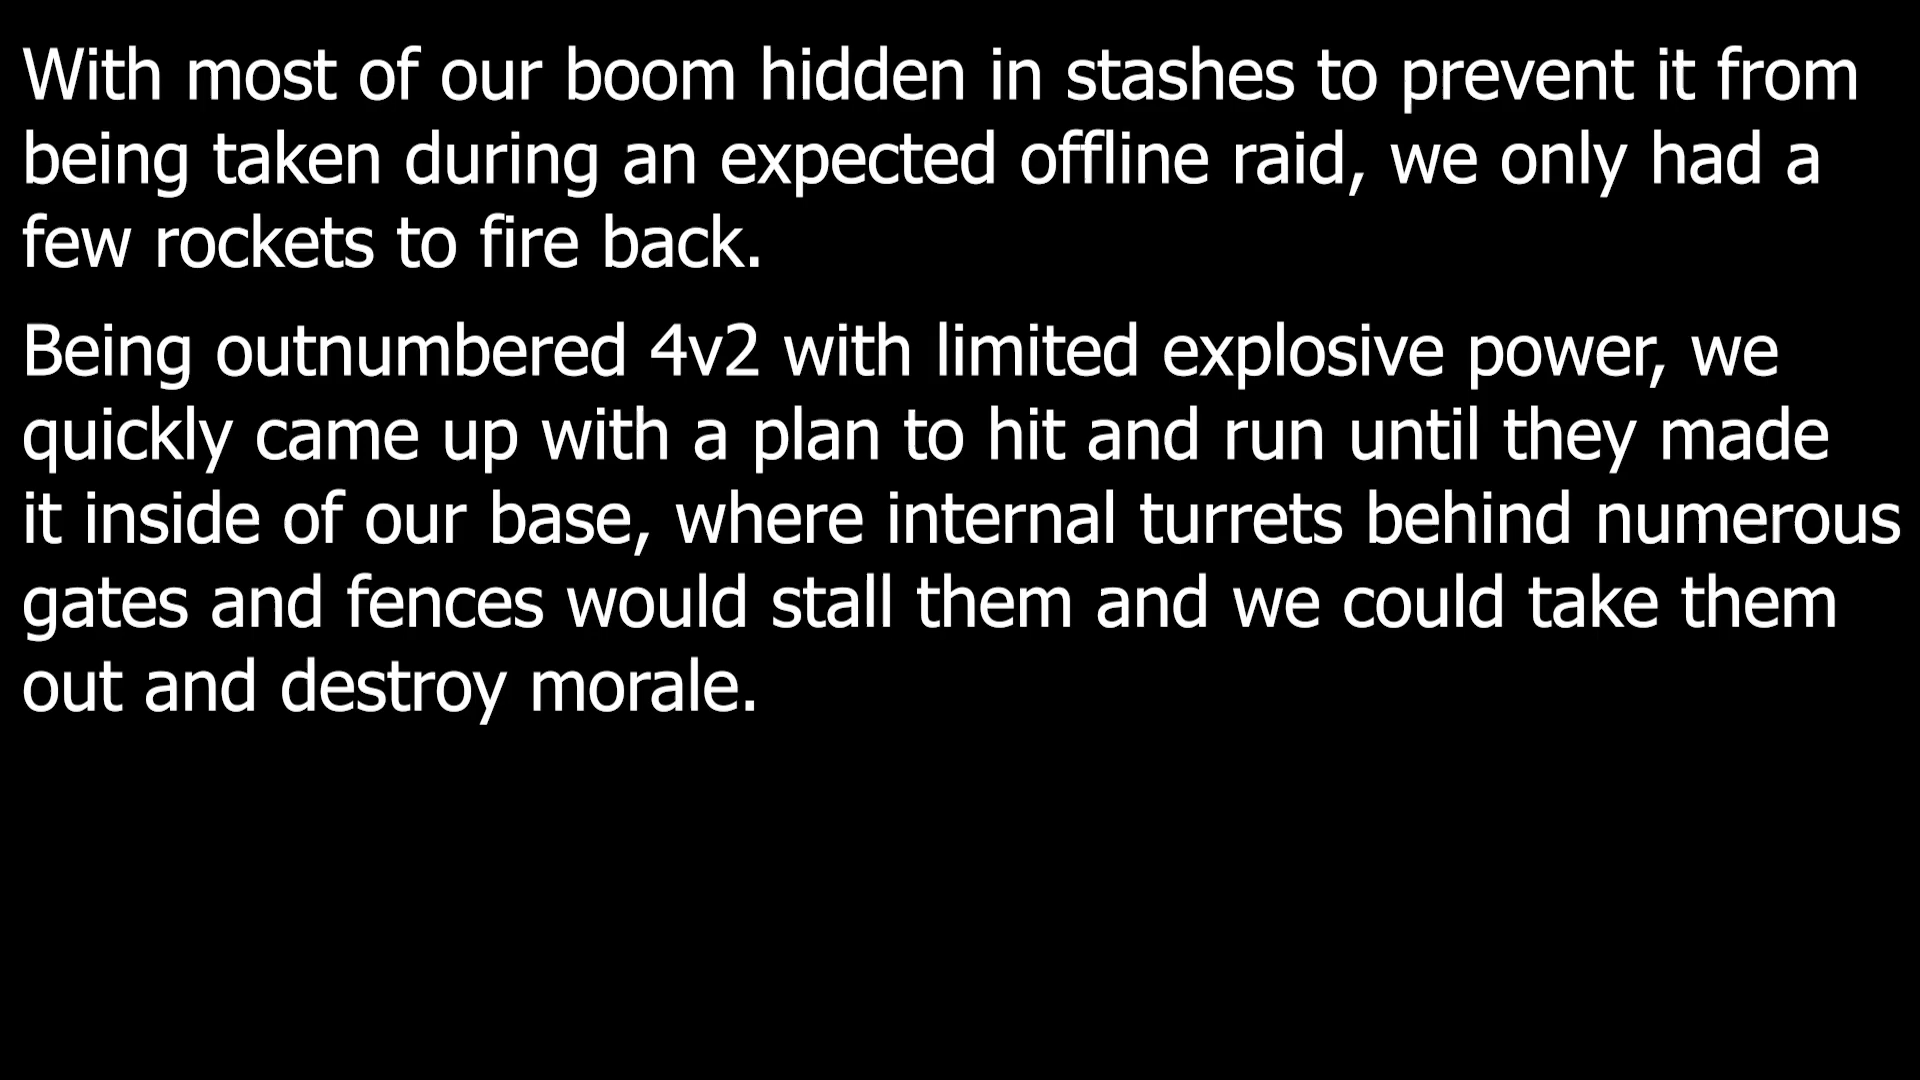 With most of our boom hidden in stashes to prevent it from
being taken during an expected offline raid, we only had a
few rockets to fire back.
Being outnumbered 4v2 with limited explosive power, we
quickly came up with a plan to hit and run until they made
it inside of our base, where internal turrets behind numerous
gates and fences would stall them and we could take them
out and destroy morale.